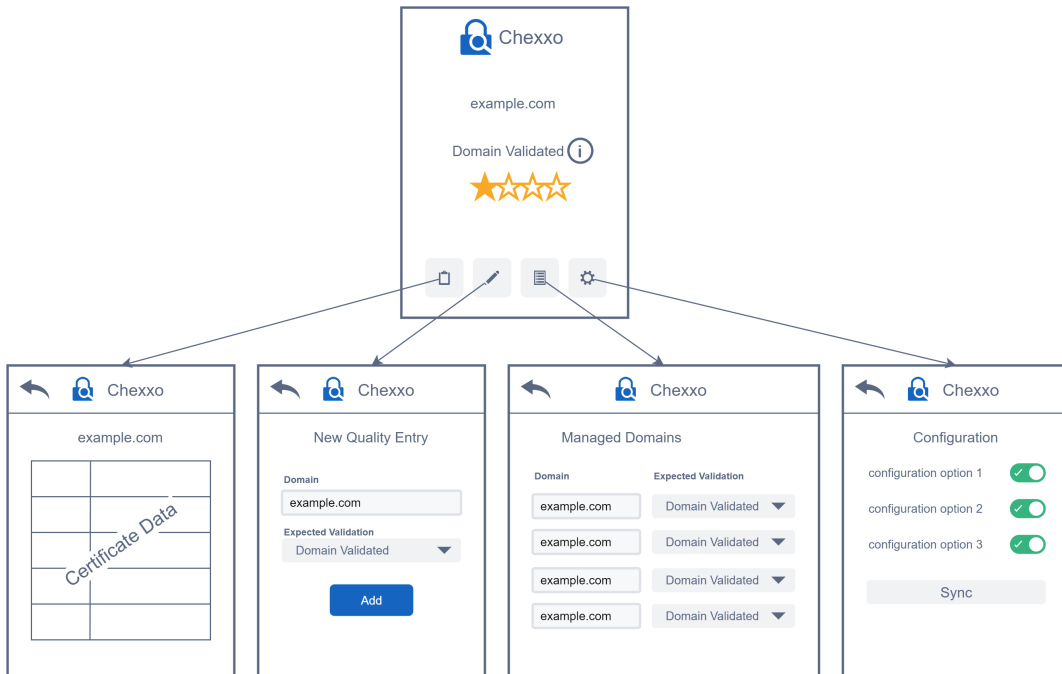 Chexxo
example.com
Domain Validated i
Chexxo
example.com
Certificate Data
Chexxo
New Quality Entry
Domain
example.com
Expected Validation
Domain Validated
Add
Chexxo
Managed Domains
Domain Expected Validation
example.com Domain Validated
example.com Domain Validated
example.com Domain Validated
example.com Domain Validated
Chexxo
Configuration
configuration option 1
configuration option 2
configuration option 3
Sync